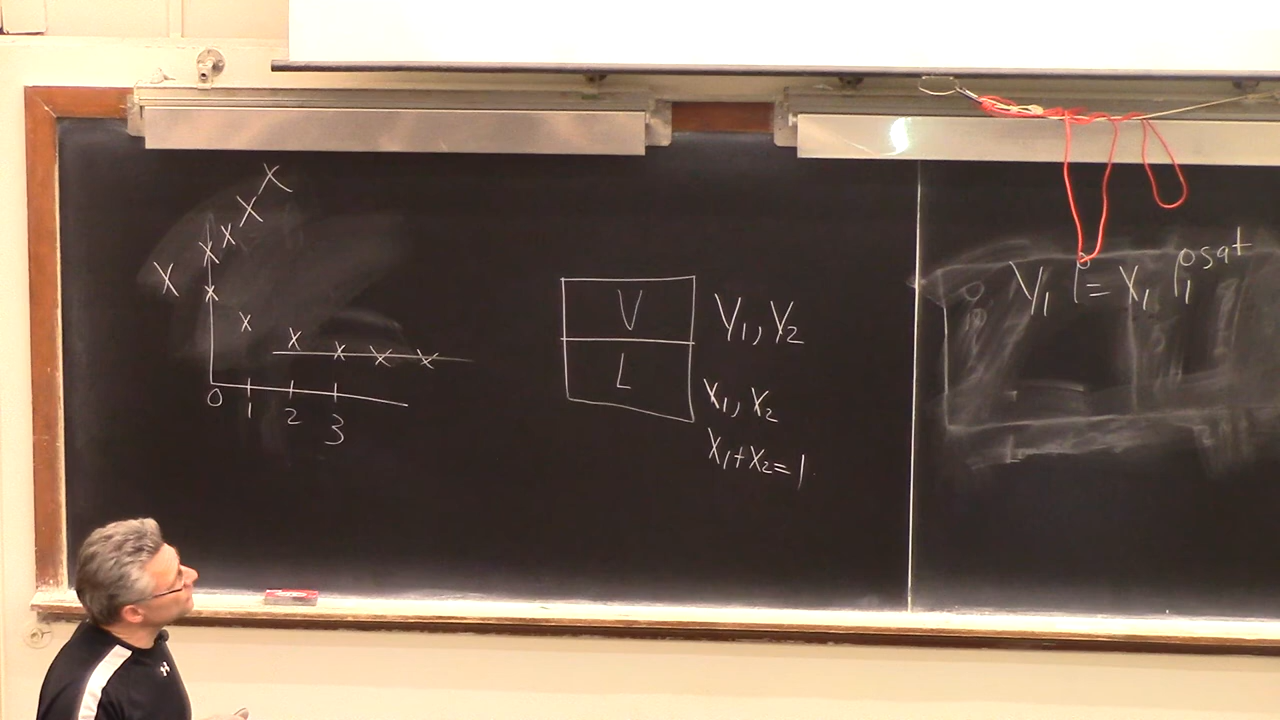 0 1 2 3
V
L
Y₁, Y₂
X₁, X₂
X₁+X₂=1
Y₁ P = X₁ P₁ˢᵃᵗ